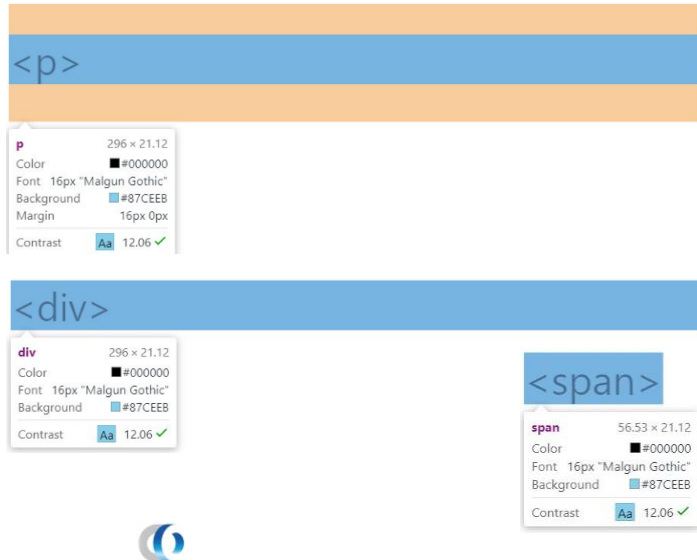 <p>
p 296 × 21.12
Color #000000
Font 16px "Malgun Gothic"
Background #87CEEB
Margin 16px 0px
Contrast Aa 12.06 ✓
<div>
div 296 × 21.12
Color #000000
Font 16px "Malgun Gothic"
Background #87CEEB
Contrast Aa 12.06 ✓
<span>
span 56.53 × 21.12
Color #000000
Font 16px "Malgun Gothic"
Background #87CEEB
Contrast Aa 12.06 ✓